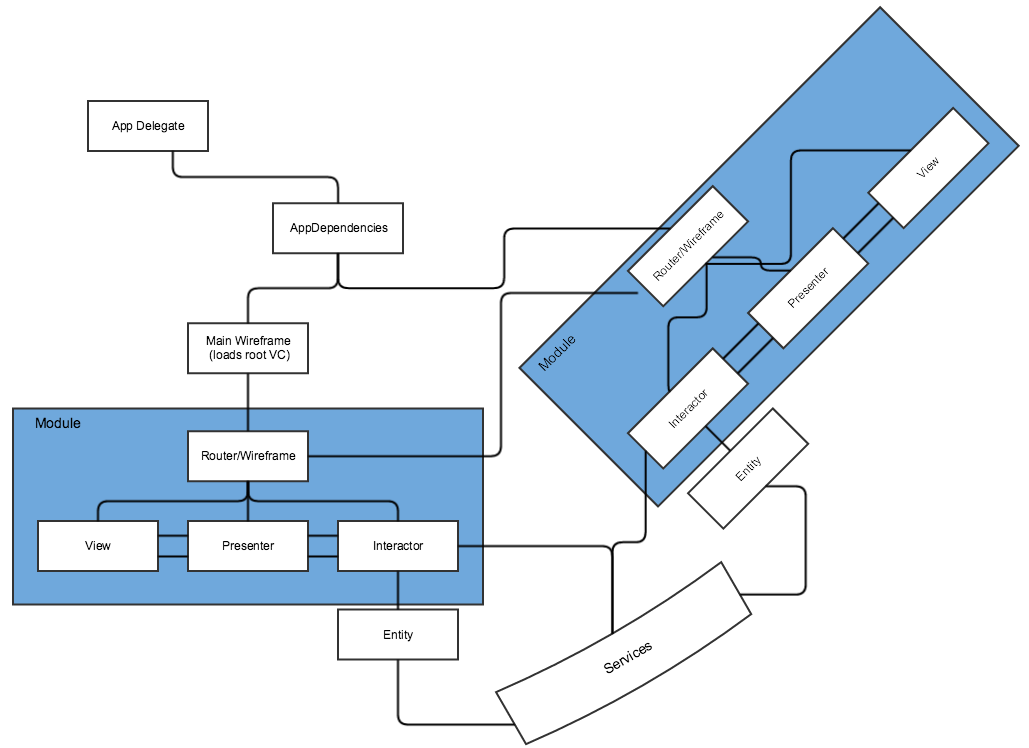 App Delegate
AppDependencies
Main Wireframe
(loads root VC)
Module
Router/Wireframe
View
Presenter
Interactor
Entity
Module
Router/Wireframe
View
Presenter
Interactor
Entity
Services